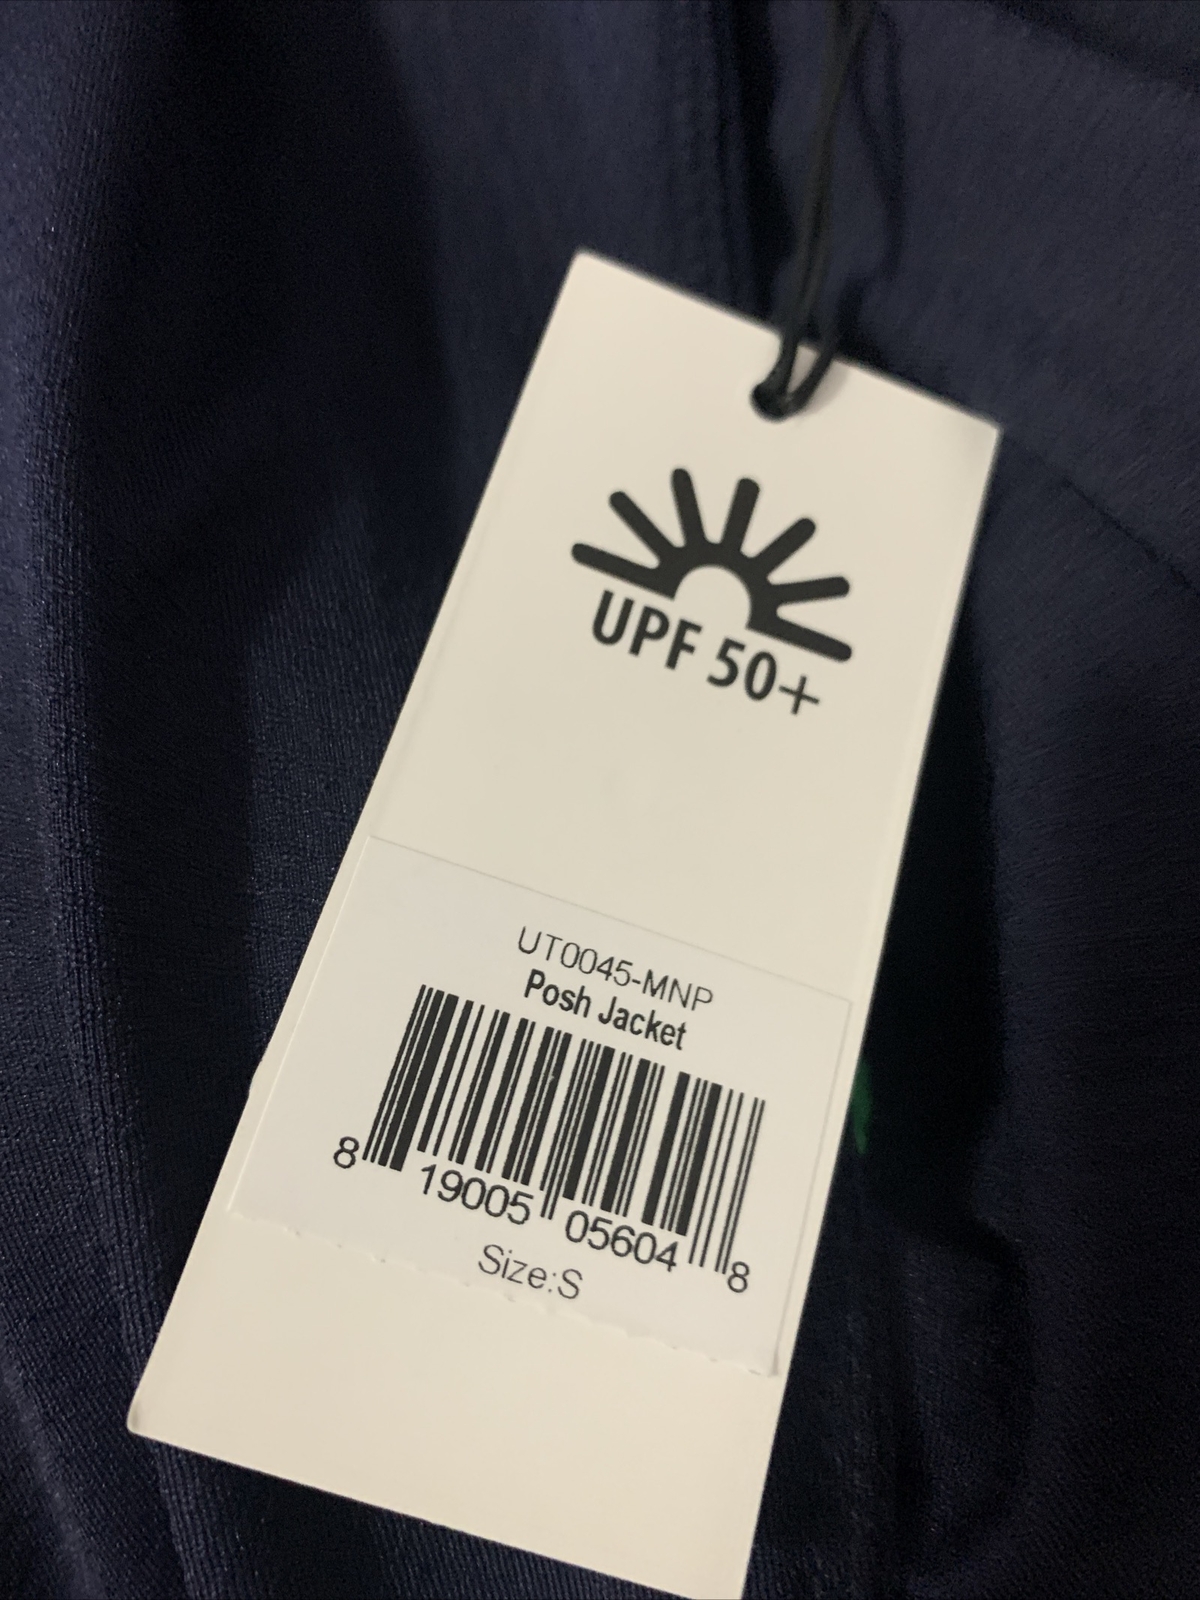 UPF 50+
UT0045-MNP
Posh Jacket
8 19005 05604 8
Size:S